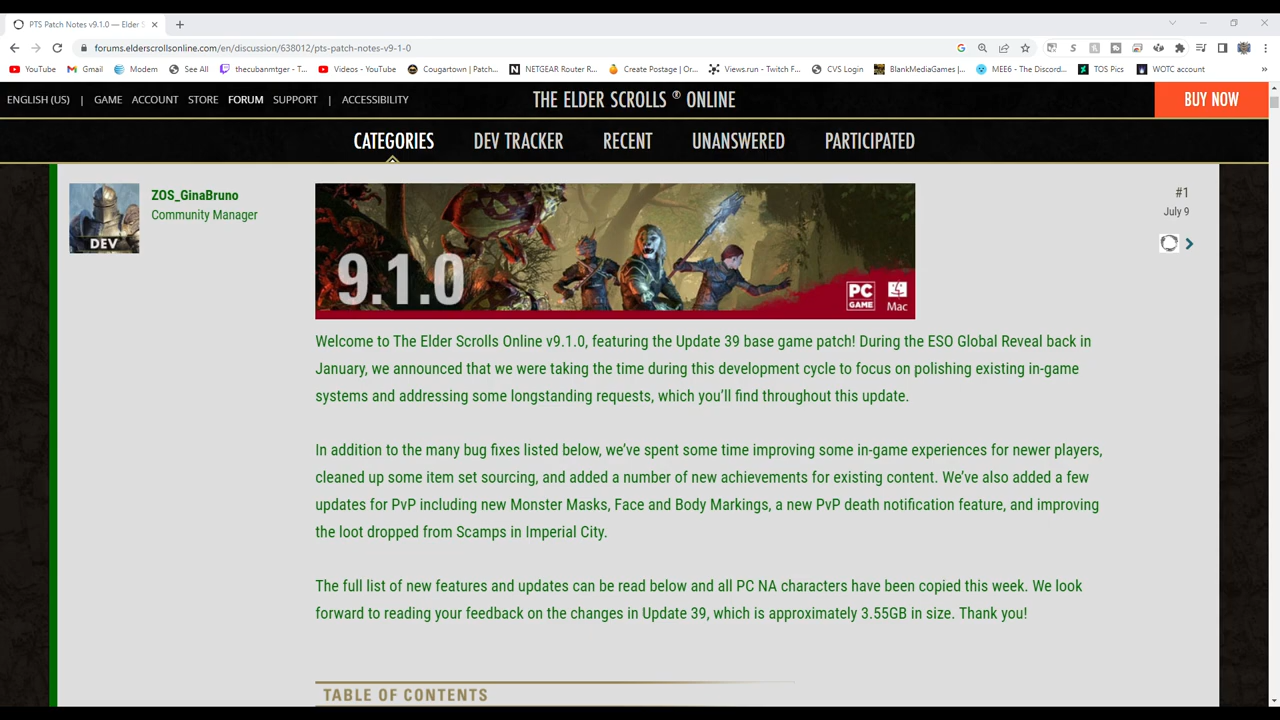 PTS Patch Notes v9.1.0 — Elder S
forums.elderscrollsonline.com/en/discussion/638012/pts-patch-notes-v9-1-0
YouTube Gmail Modem See All thecubanmtger - T... Videos - YouTube Cougartown | Patch... NETGEAR Router R... Create Postage | Or... Views.run - Twitch F... CVS Login BlankMediaGames |... MEE6 - The Discord... TOS Pics WOTC account »
ENGLISH (US) | GAME ACCOUNT STORE FORUM SUPPORT | ACCESSIBILITY THE ELDER SCROLLS ® ONLINE BUY NOW
CATEGORIES DEV TRACKER RECENT UNANSWERED PARTICIPATED
ZOS_GinaBruno
Community Manager
DEV
9.1.0
PC GAME
Mac
#1
July 9
Welcome to The Elder Scrolls Online v9.1.0, featuring the Update 39 base game patch! During the ESO Global Reveal back in
January, we announced that we were taking the time during this development cycle to focus on polishing existing in-game
systems and addressing some longstanding requests, which you’ll find throughout this update.
In addition to the many bug fixes listed below, we’ve spent some time improving some in-game experiences for newer players,
cleaned up some item set sourcing, and added a number of new achievements for existing content. We’ve also added a few
updates for PvP including new Monster Masks, Face and Body Markings, a new PvP death notification feature, and improving
the loot dropped from Scamps in Imperial City.
The full list of new features and updates can be read below and all PC NA characters have been copied this week. We look
forward to reading your feedback on the changes in Update 39, which is approximately 3.55GB in size. Thank you!
TABLE OF CONTENTS